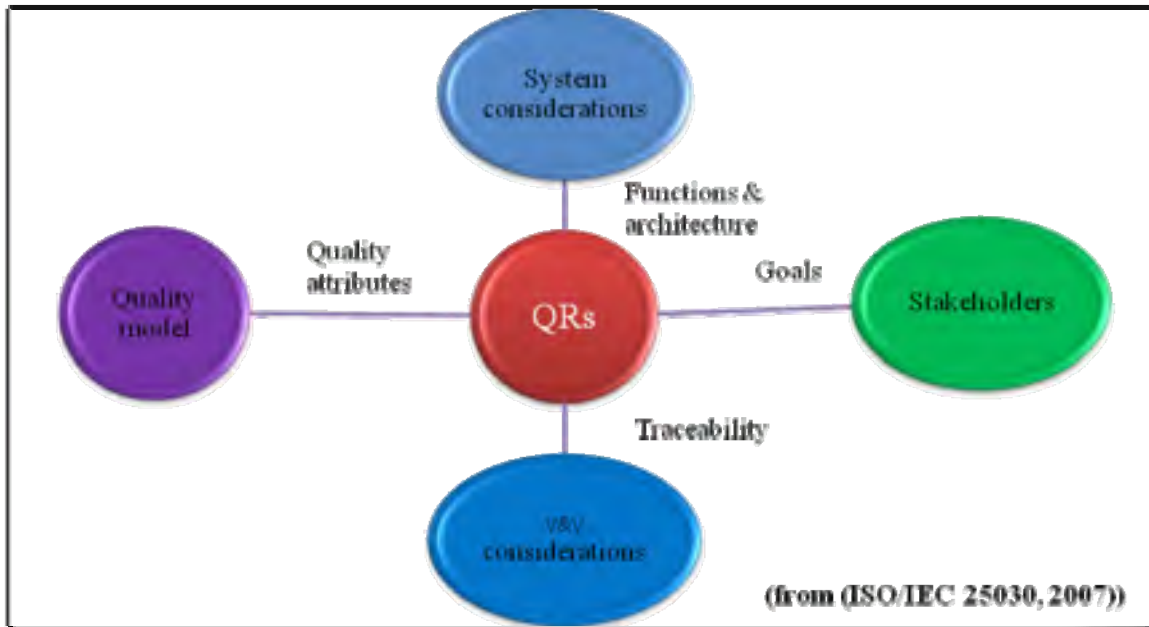 System
considerations
Functions &
architecture
Quality
attributes
Goals
Quality
model
QRs
Stakeholders
Traceability
V&V
considerations
(from (ISO/IEC 25030, 2007))